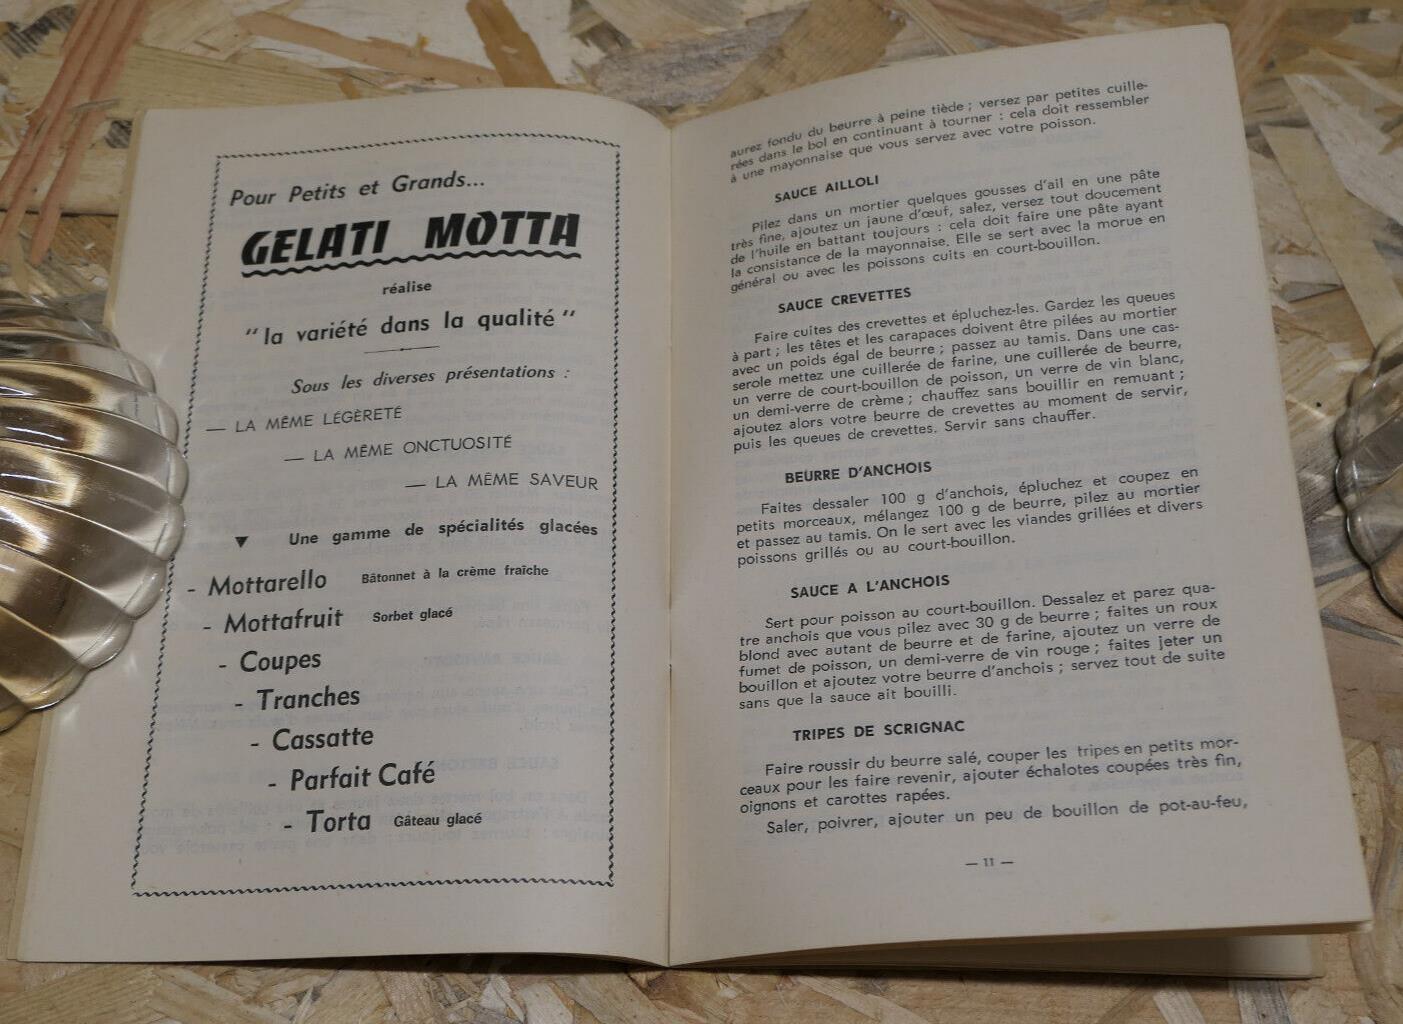 Pour Petits et Grands...
GELATI MOTTA
réalise
"la variété dans la qualité"
Sous les diverses présentations :
— LA MÊME LÉGÈRETÉ
— LA MÊME ONCTUOSITÉ
— LA MÊME SAVEUR
▼ Une gamme de spécialités glacées
- Mottarello Bâtonnet à la crème fraîche
- Mottafruit Sorbet glacé
- Coupes
- Tranches
- Cassatte
- Parfait Café
- Torta Gâteau glacé
aurez fondu du beurre à peine tiède ; versez par petites cuille-
rées dans le bol en continuant à tourner : cela doit ressembler
à une mayonnaise que vous servez avec votre poisson.
SAUCE AILLOLI
Pilez dans un mortier quelques gousses d'ail en une pâte
très fine, ajoutez un jaune d'œuf, salez, versez tout doucement
de l'huile en battant toujours : cela doit faire une pâte ayant
la consistance de la mayonnaise. Elle se sert avec la morue en
général ou avec les poissons cuits en court-bouillon.
SAUCE CREVETTES
Faire cuites des crevettes et épluchez-les. Gardez les queues
à part ; les têtes et les carapaces doivent être pilées au mortier
avec un poids égal de beurre ; passez au tamis. Dans une cas-
serole mettez une cuillerée de farine, une cuillerée de beurre,
un verre de court-bouillon de poisson, un verre de vin blanc,
un demi-verre de crème ; chauffez sans bouillir en remuant ;
ajoutez alors votre beurre de crevettes au moment de servir,
puis les queues de crevettes. Servir sans chauffer.
BEURRE D'ANCHOIS
Faites dessaler 100 g d'anchois, épluchez et coupez en
petits morceaux, mélangez 100 g de beurre, pilez au mortier
et passez au tamis. On le sert avec les viandes grillées et divers
poissons grillés ou au court-bouillon.
SAUCE A L'ANCHOIS
Sert pour poisson au court-bouillon. Dessalez et parez qua-
tre anchois que vous pilez avec 30 g de beurre ; faites un roux
blond avec autant de beurre et de farine, ajoutez un verre de
fumet de poisson, un demi-verre de vin rouge ; faites jeter un
bouillon et ajoutez votre beurre d'anchois ; servez tout de suite
sans que la sauce ait bouilli.
TRIPES DE SCRIGNAC
Faire roussir du beurre salé, couper les tripes en petits mor-
ceaux pour les faire revenir, ajouter échalotes coupées très fin,
oignons et carottes rapées.
Saler, poivrer, ajouter un peu de bouillon de pot-au-feu,
— 11 —